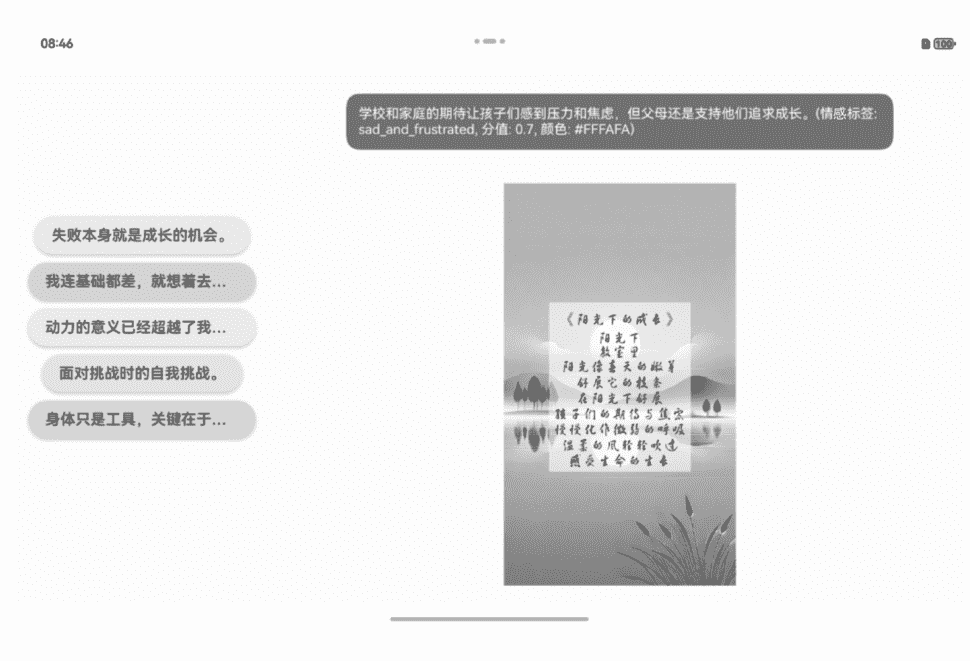 08:46
100
学校和家庭的期待让孩子们感到压力和焦虑，但父母还是支持他们追求成长。(情感标签:
sad_and_frustrated, 分值: 0.7, 颜色: #FFFAFA)
失败本身就是成长的机会。
我连基础都差，就想着去...
动力的意义已经超越了我...
面对挑战时的自我挑战。
身体只是工具，关键在于...
《阳光下的成长》
阳光下
教室里
阳光像春天的嫩芽
舒展它的枝条
在阳光下舒展
孩子们的期待与焦虑
慢慢化作微弱的呼吸
温柔的风轻轻吹过
感受生命的生长